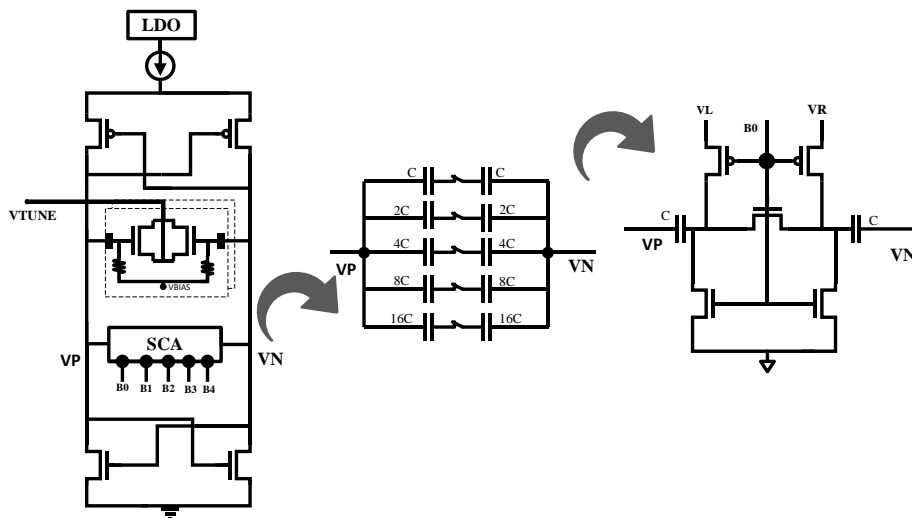 LDO
VTUNE
VBIAS
SCA
VP
VN
B0 B1 B2 B3 B4
C C
2C 2C
4C 4C
VP
VN
8C 8C
16C 16C
VL
B0
VR
C
C
VP
VN